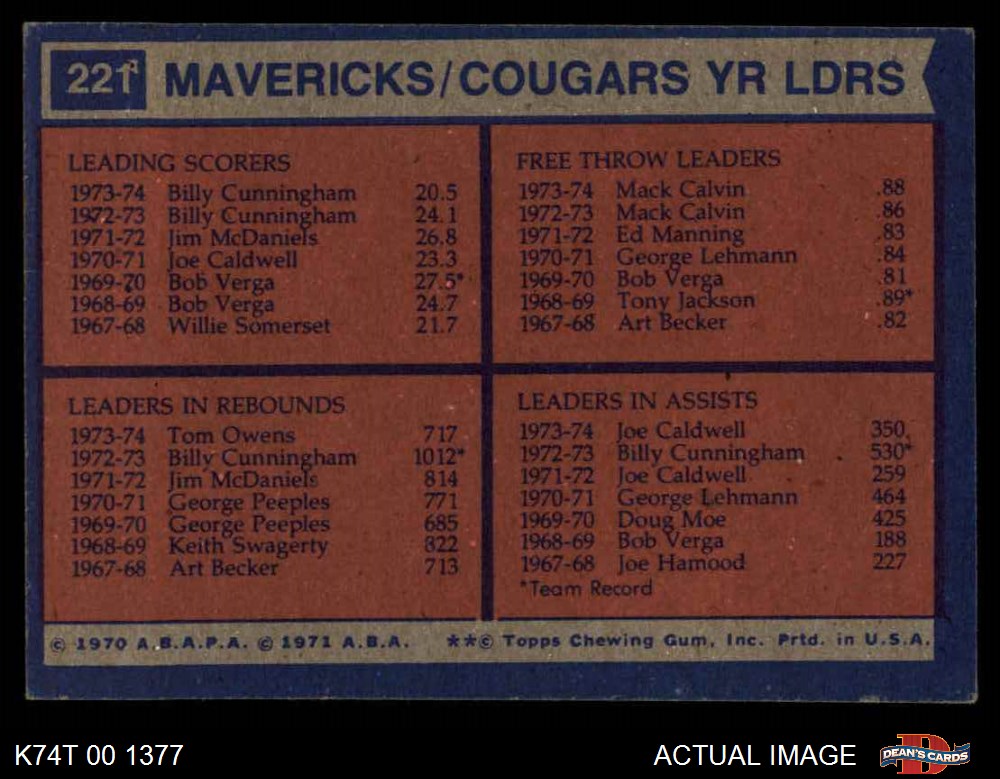 221 MAVERICKS/COUGARS YR LDRS
LEADING SCORERS
1973-74 Billy Cunningham 20.5
1972-73 Billy Cunningham 24.1
1971-72 Jim McDaniels 26.8
1970-71 Joe Caldwell 23.3
1969-70 Bob Verga 27.5*
1968-69 Bob Verga 24.7
1967-68 Willie Somerset 21.7
FREE THROW LEADERS
1973-74 Mack Calvin .88
1972-73 Mack Calvin .86
1971-72 Ed Manning .83
1970-71 George Lehmann .84
1969-70 Bob Verga .81
1968-69 Tony Jackson .89*
1967-68 Art Becker .82
LEADERS IN REBOUNDS
1973-74 Tom Owens 717
1972-73 Billy Cunningham 1012*
1971-72 Jim McDaniels 814
1970-71 George Peeples 771
1969-70 George Peeples 685
1968-69 Keith Swagerty 822
1967-68 Art Becker 713
LEADERS IN ASSISTS
1973-74 Joe Caldwell 350
1972-73 Billy Cunningham 530*
1971-72 Joe Caldwell 259
1970-71 George Lehmann 464
1969-70 Doug Moe 425
1968-69 Bob Verga 188
1967-68 Joe Hamood 227
*Team Record
© 1970 A.B.A.P.A. © 1971 A.B.A. **© Topps Chewing Gum, Inc. Prtd. in U.S.A.
K74T 00 1377 ACTUAL IMAGE DEAN'S CARDS